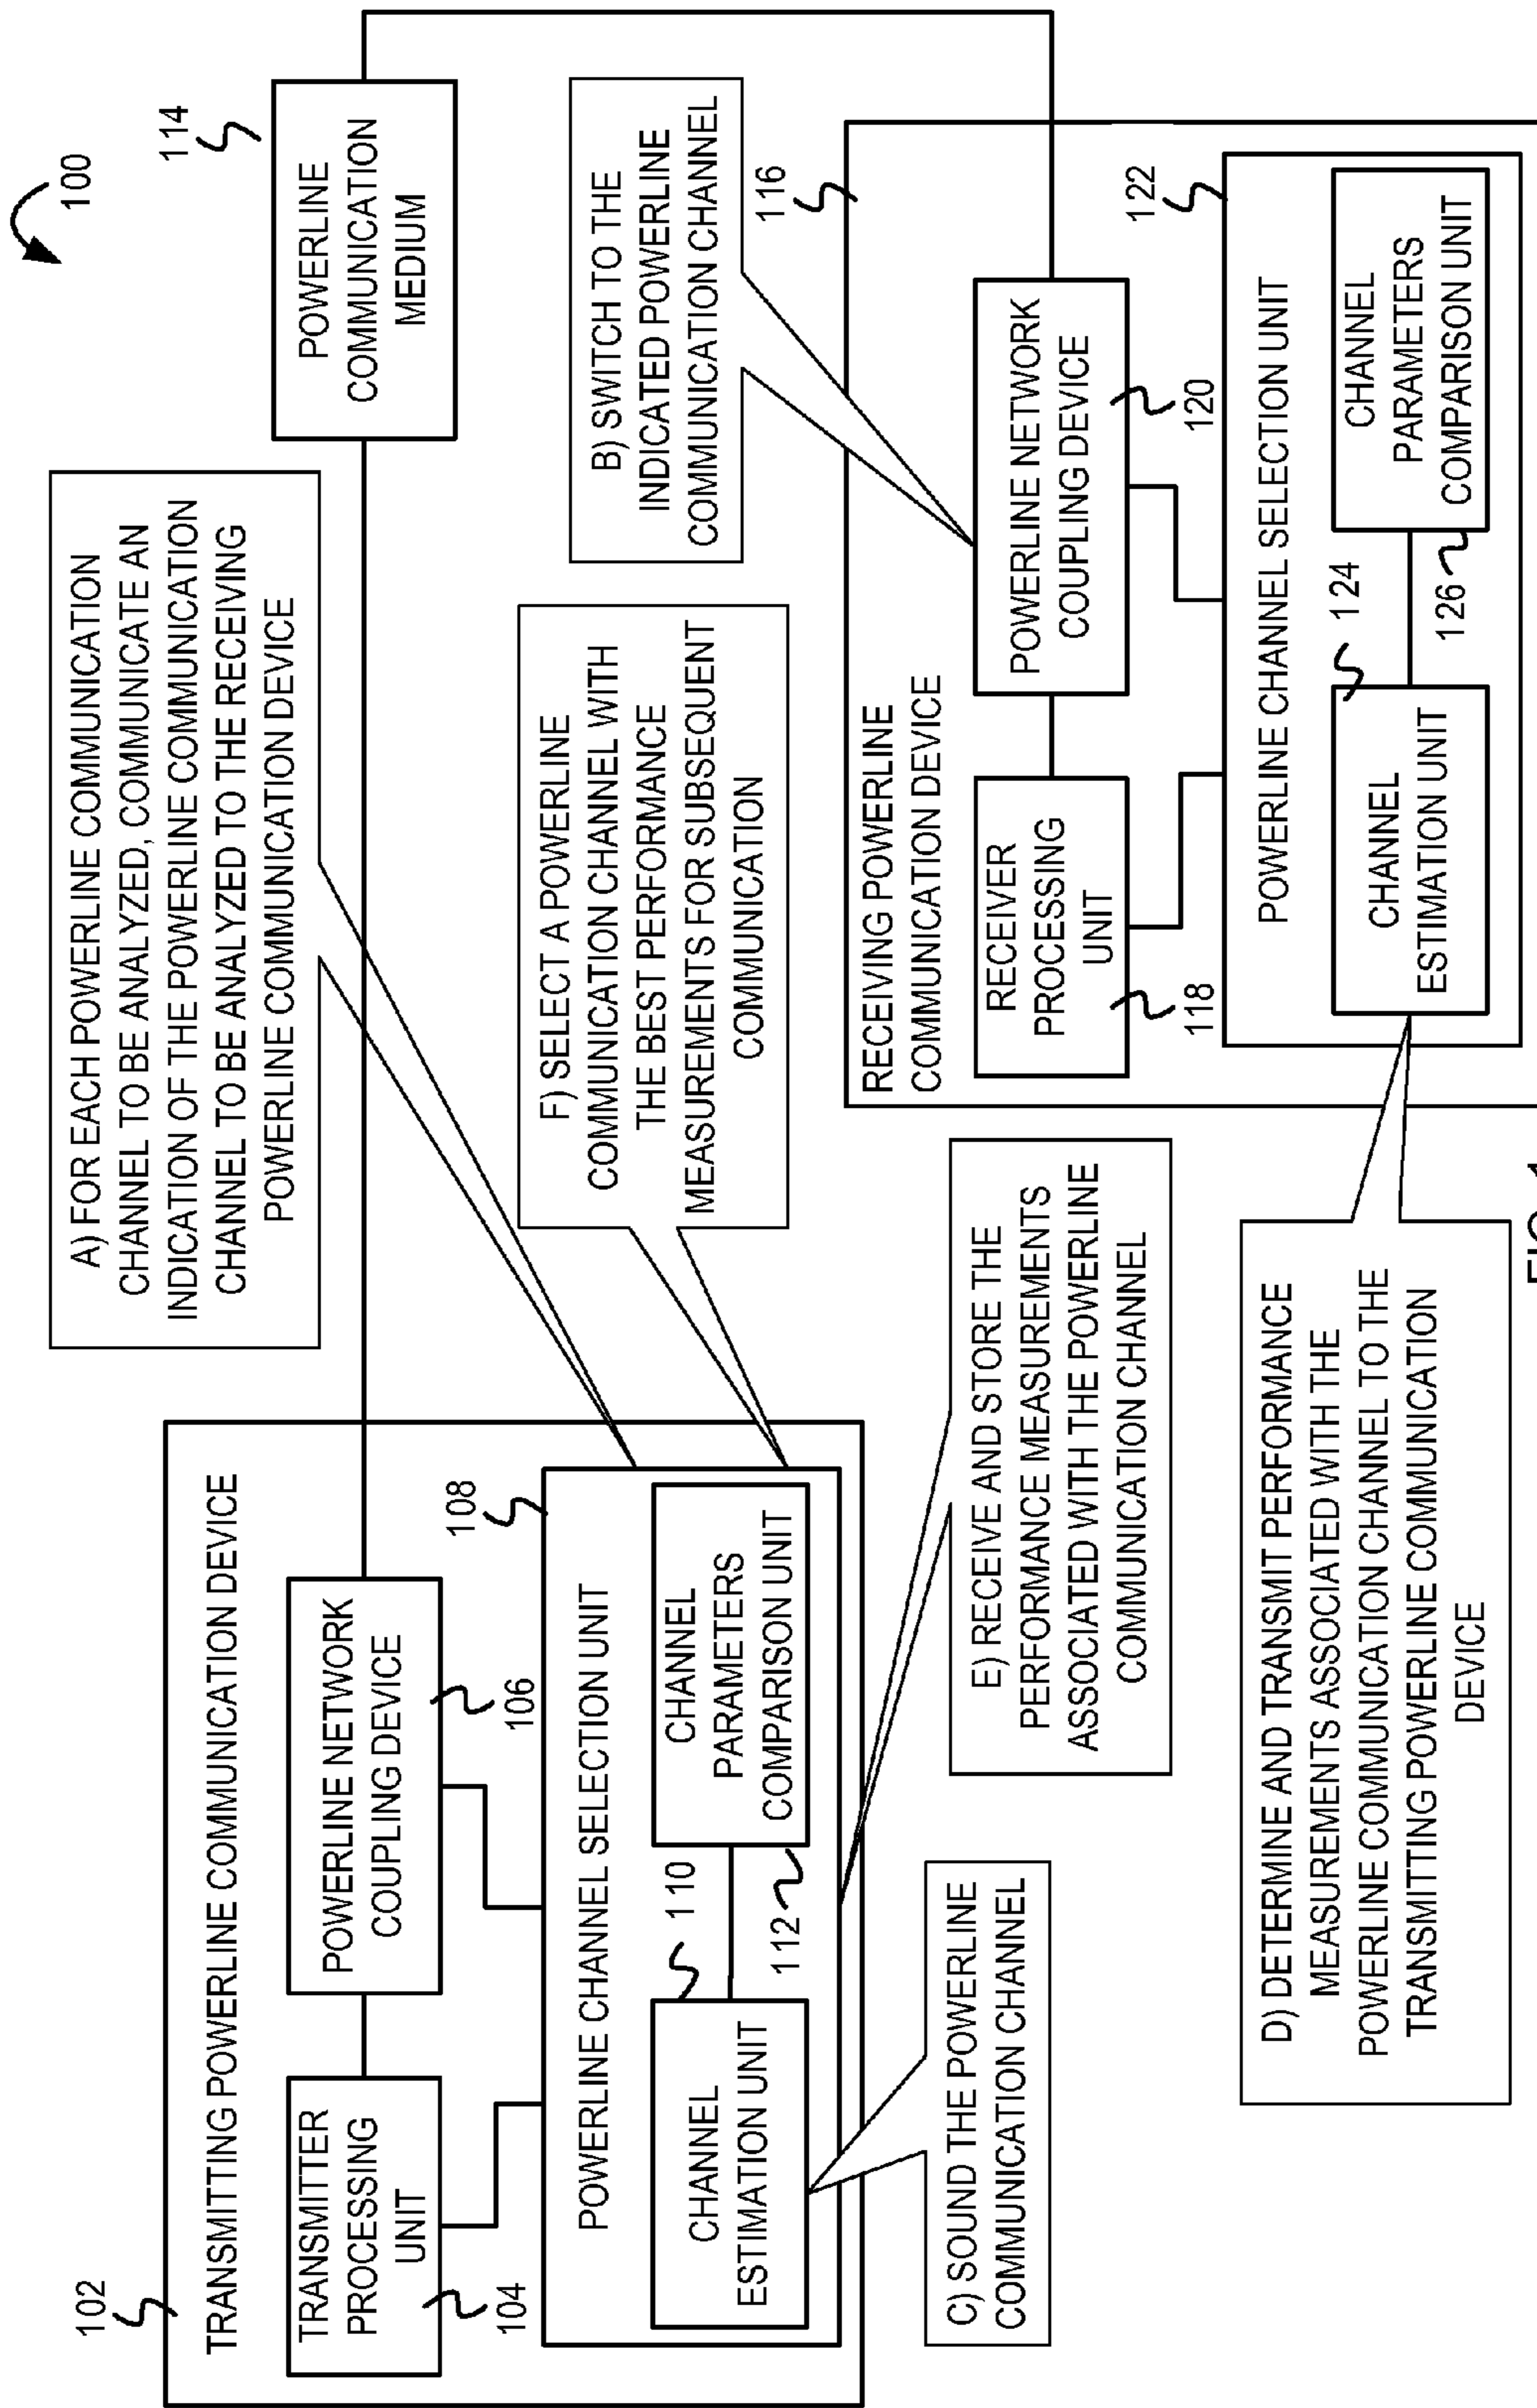 100
102
TRANSMITTING POWERLINE COMMUNICATION DEVICE
TRANSMITTER
PROCESSING
UNIT
104
POWERLINE NETWORK
COUPLING DEVICE
106
108
POWERLINE CHANNEL SELECTION UNIT
CHANNEL
ESTIMATION UNIT
110
CHANNEL
PARAMETERS
COMPARISON UNIT
112
A) FOR EACH POWERLINE COMMUNICATION
CHANNEL TO BE ANALYZED, COMMUNICATE AN
INDICATION OF THE POWERLINE COMMUNICATION
CHANNEL TO BE ANALYZED TO THE RECEIVING
POWERLINE COMMUNICATION DEVICE
114
POWERLINE
COMMUNICATION
MEDIUM
F) SELECT A POWERLINE
COMMUNICATION CHANNEL WITH
THE BEST PERFORMANCE
MEASUREMENTS FOR SUBSEQUENT
COMMUNICATION
B) SWITCH TO THE
INDICATED POWERLINE
COMMUNICATION CHANNEL
C) SOUND THE POWERLINE
COMMUNICATION CHANNEL
E) RECEIVE AND STORE THE
PERFORMANCE MEASUREMENTS
ASSOCIATED WITH THE POWERLINE
COMMUNICATION CHANNEL
116
RECEIVING POWERLINE
COMMUNICATION DEVICE
RECEIVER
PROCESSING
UNIT
118
POWERLINE NETWORK
COUPLING DEVICE
120
122
POWERLINE CHANNEL SELECTION UNIT
CHANNEL
ESTIMATION UNIT
124
CHANNEL
PARAMETERS
COMPARISON UNIT
126
D) DETERMINE AND TRANSMIT PERFORMANCE
MEASUREMENTS ASSOCIATED WITH THE
POWERLINE COMMUNICATION CHANNEL TO THE
TRANSMITTING POWERLINE COMMUNICATION
DEVICE